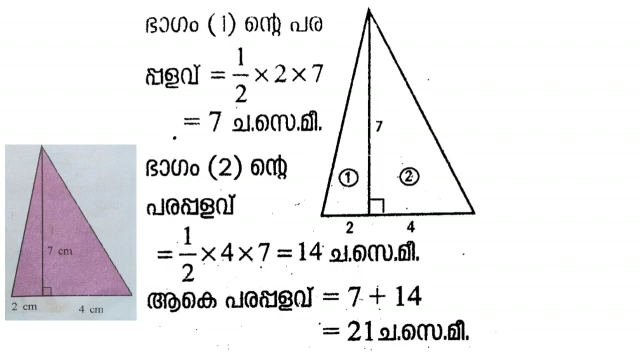 ഭാഗം (i) ന്റെ പര
പ്പളവ് = 1/2 × 2 × 7
= 7 ച.സെ.മീ.
ഭാഗം (2) ന്റെ
പരപ്പളവ്
= 1/2 × 4 × 7 = 14 ച.സെ.മീ.
ആകെ പരപ്പളവ് = 7 + 14
= 21 ച.സെ.മീ.
7
① ②
2 4
7 cm
2 cm 4 cm